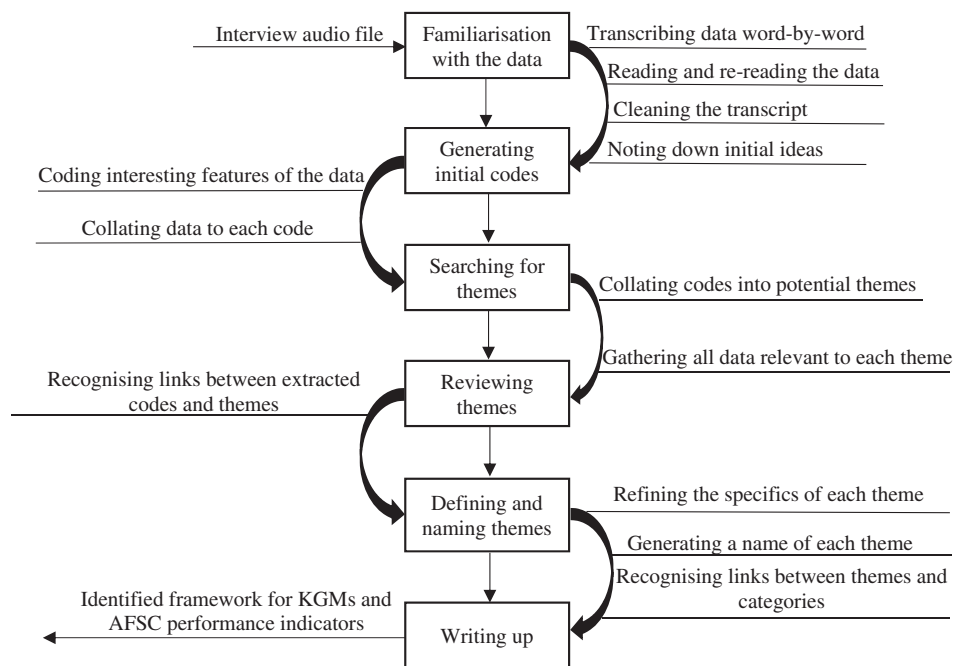 Interview audio file
Familiarisation
with the data
Transcribing data word-by-word
Reading and re-reading the data
Cleaning the transcript
Noting down initial ideas
Generating
initial codes
Coding interesting features of the data
Collating data to each code
Searching for
themes
Collating codes into potential themes
Gathering all data relevant to each theme
Reviewing
themes
Recognising links between extracted
codes and themes
Defining and
naming themes
Refining the specifics of each theme
Generating a name of each theme
Recognising links between themes and
categories
Writing up
Identified framework for KGMs and
AFSC performance indicators